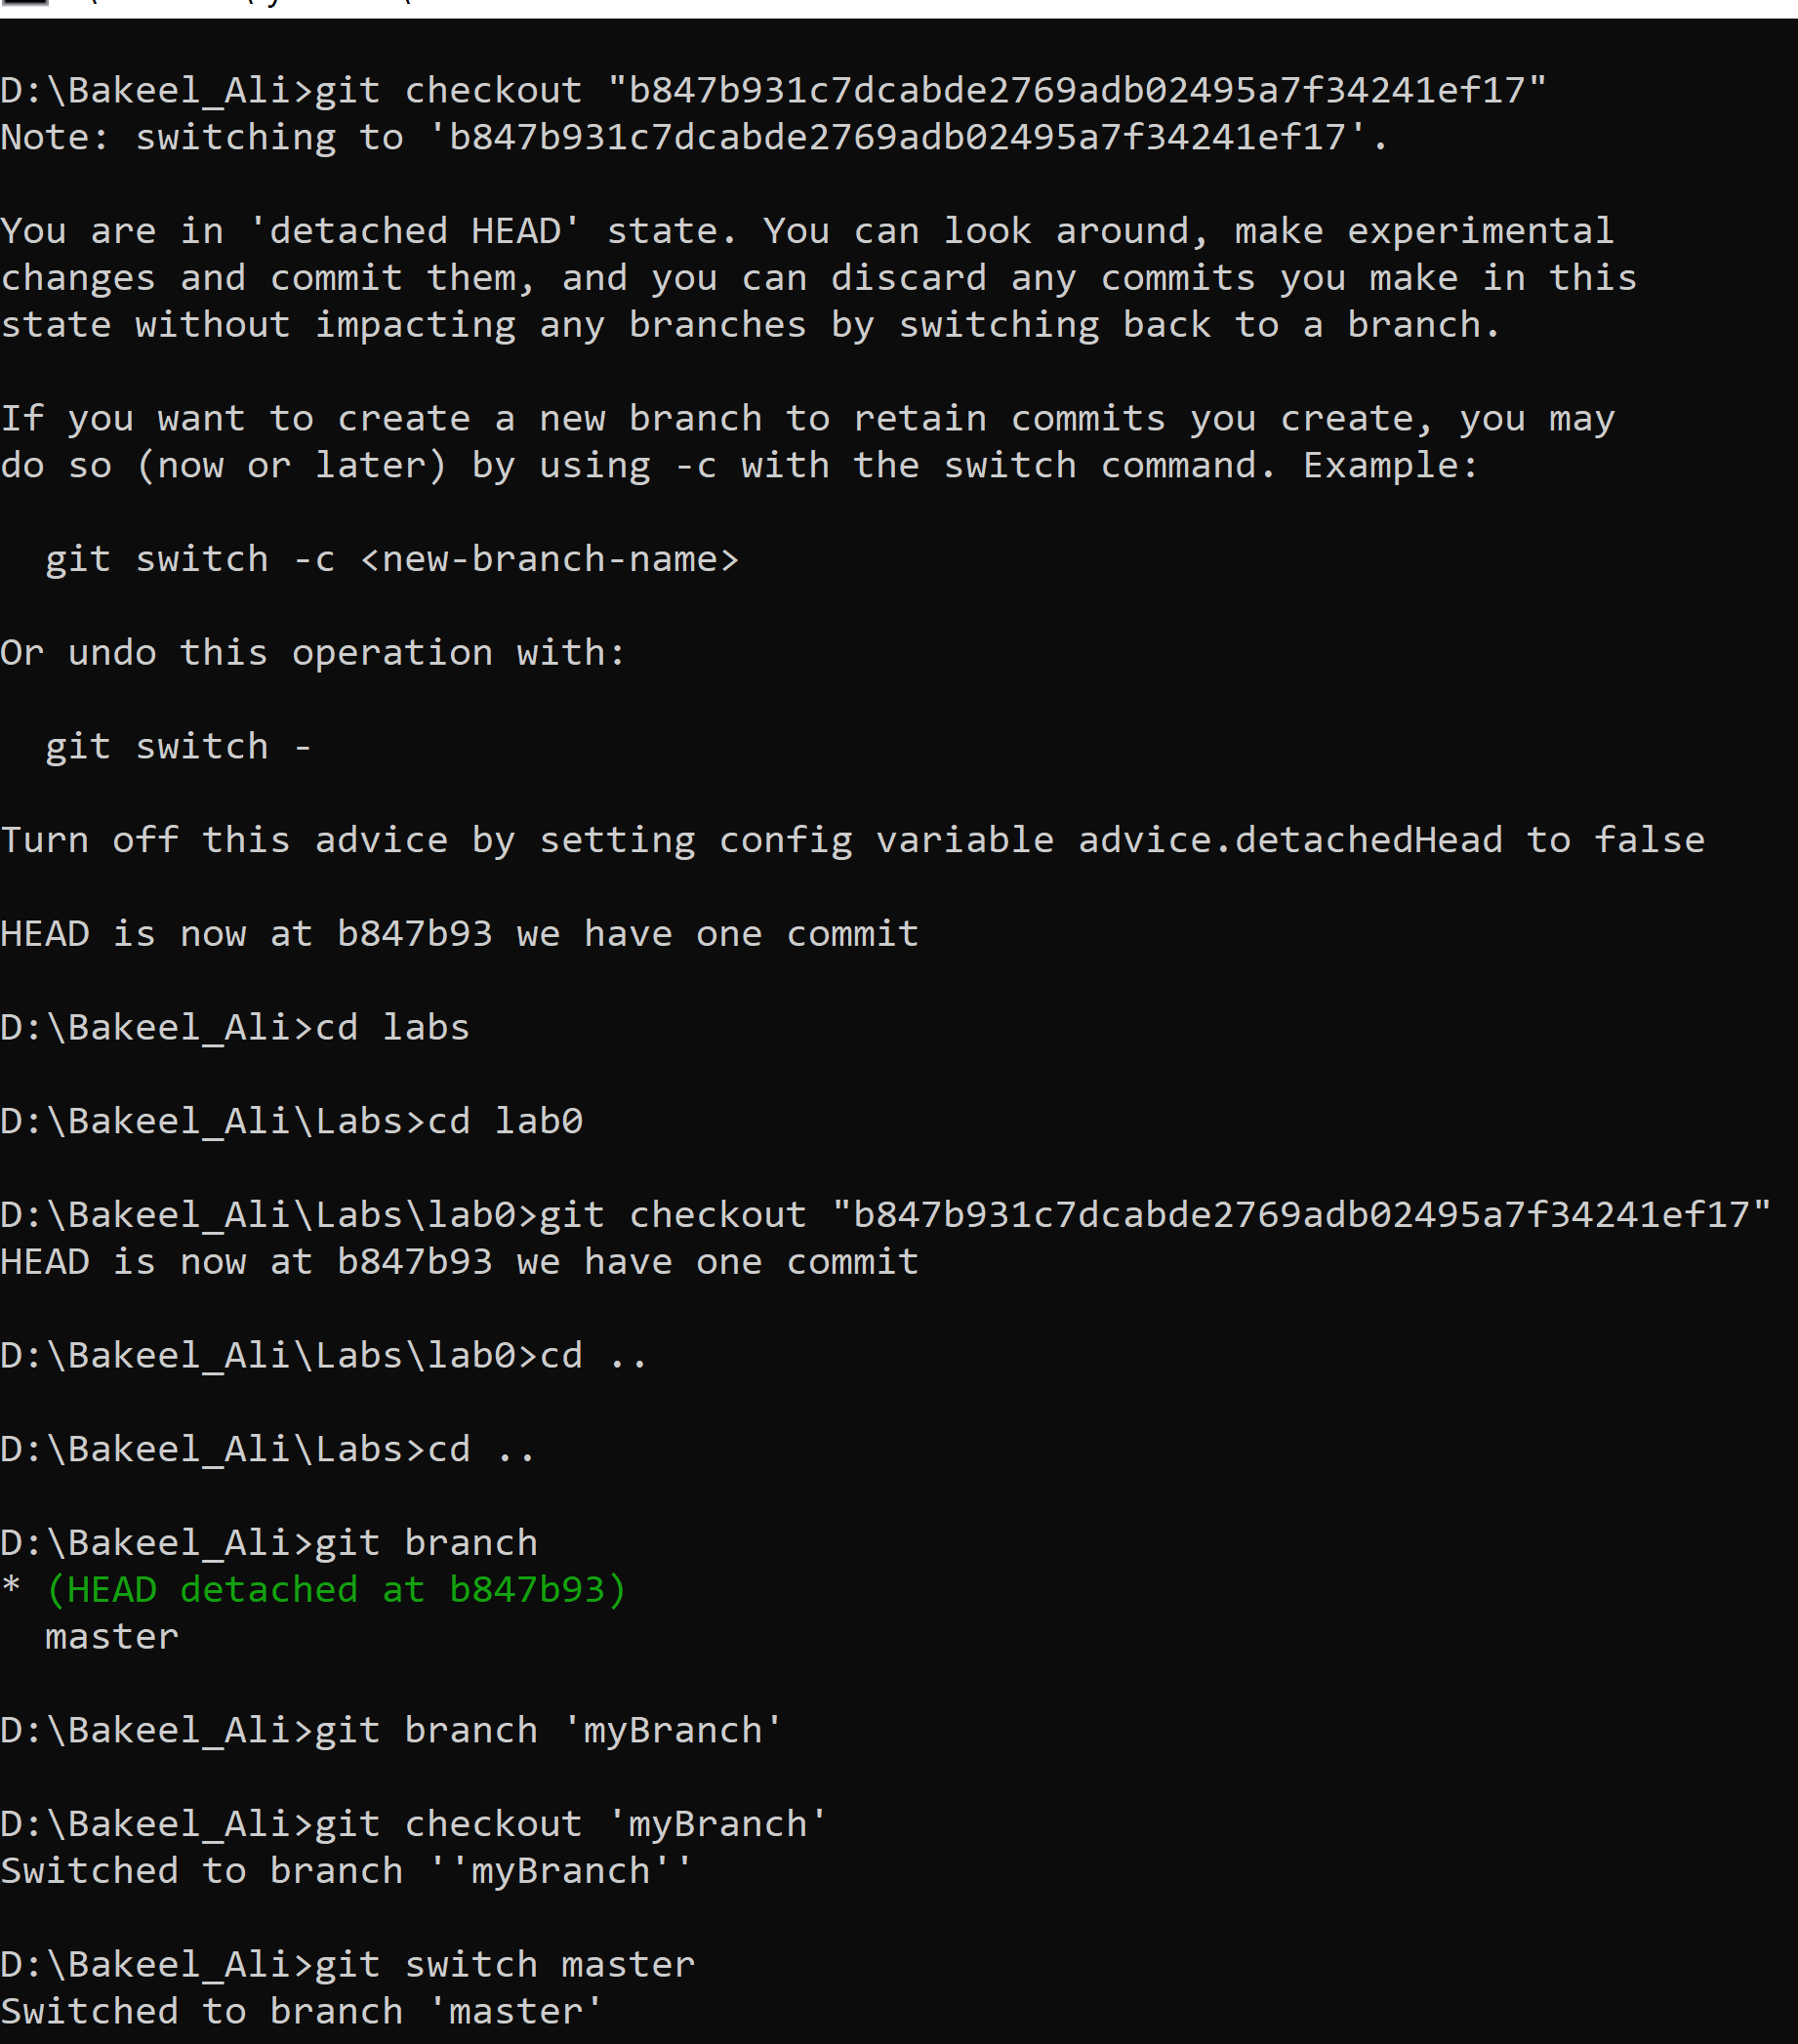 D:\Bakeel_Ali>git checkout "b847b931c7dcabde2769adb02495a7f34241ef17"
Note: switching to 'b847b931c7dcabde2769adb02495a7f34241ef17'.
You are in 'detached HEAD' state. You can look around, make experimental
changes and commit them, and you can discard any commits you make in this
state without impacting any branches by switching back to a branch.
If you want to create a new branch to retain commits you create, you may
do so (now or later) by using -c with the switch command. Example:
git switch -c <new-branch-name>
Or undo this operation with:
git switch -
Turn off this advice by setting config variable advice.detachedHead to false
HEAD is now at b847b93 we have one commit
D:\Bakeel_Ali>cd labs
D:\Bakeel_Ali\Labs>cd lab0
D:\Bakeel_Ali\Labs\lab0>git checkout "b847b931c7dcabde2769adb02495a7f34241ef17"
HEAD is now at b847b93 we have one commit
D:\Bakeel_Ali\Labs\lab0>cd ..
D:\Bakeel_Ali\Labs>cd ..
D:\Bakeel_Ali>git branch
* (HEAD detached at b847b93)
master
D:\Bakeel_Ali>git branch 'myBranch'
D:\Bakeel_Ali>git checkout 'myBranch'
Switched to branch ''myBranch''
D:\Bakeel_Ali>git switch master
Switched to branch 'master'